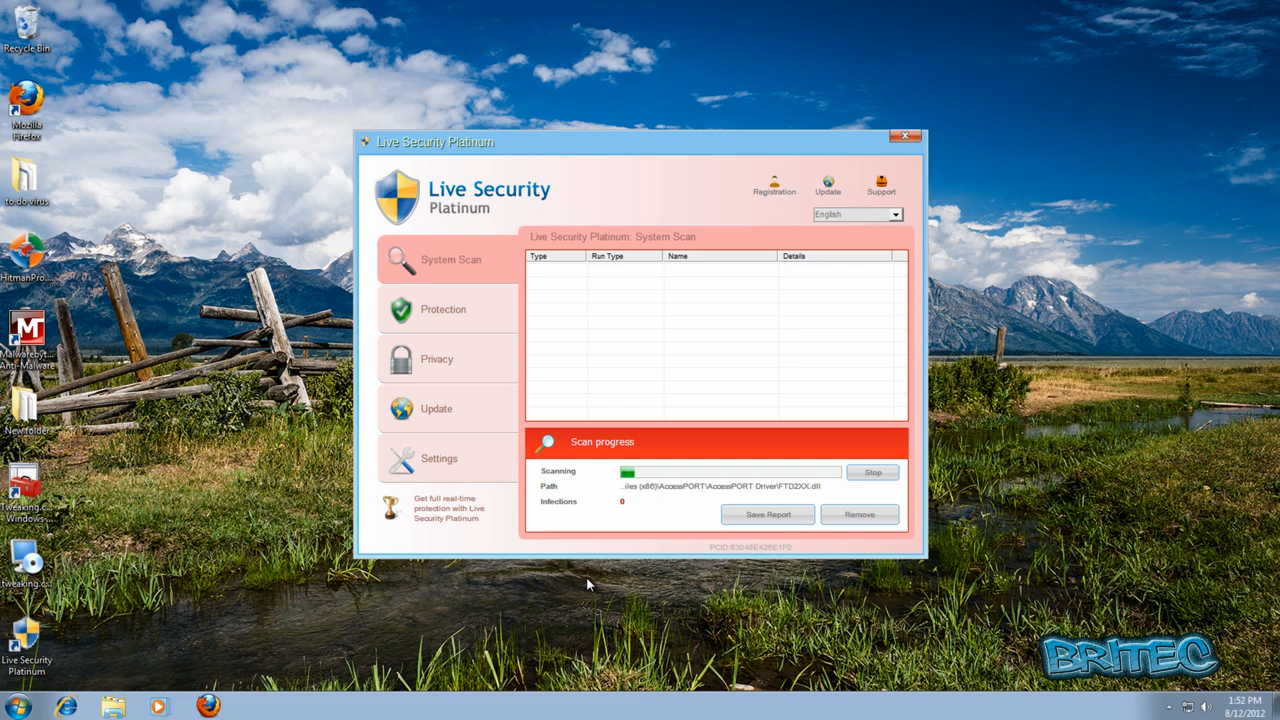 Recycle Bin
Mozilla
Firefox
to do virus
HitmanPro...
Malwarebyt...
Anti-Malware
New folder
Tweaking.c...
Windows ...
tweaking.c...
Live Security
Platinum
Live Security Platinum
Live Security
Platinum
Registration
Update
Support
English
System Scan
Protection
Privacy
Update
Settings
Get full real-time
protection with Live
Security Platinum
Live Security Platinum: System Scan
Type Run Type Name Details
Scan progress
Scanning
Stop
Path ...iles (x86)\AccessPORT\AccessPORT Driver\FTD2XX.dll
Infections 0
Save Report
Remove
BRITEC
1:52 PM
8/12/2012